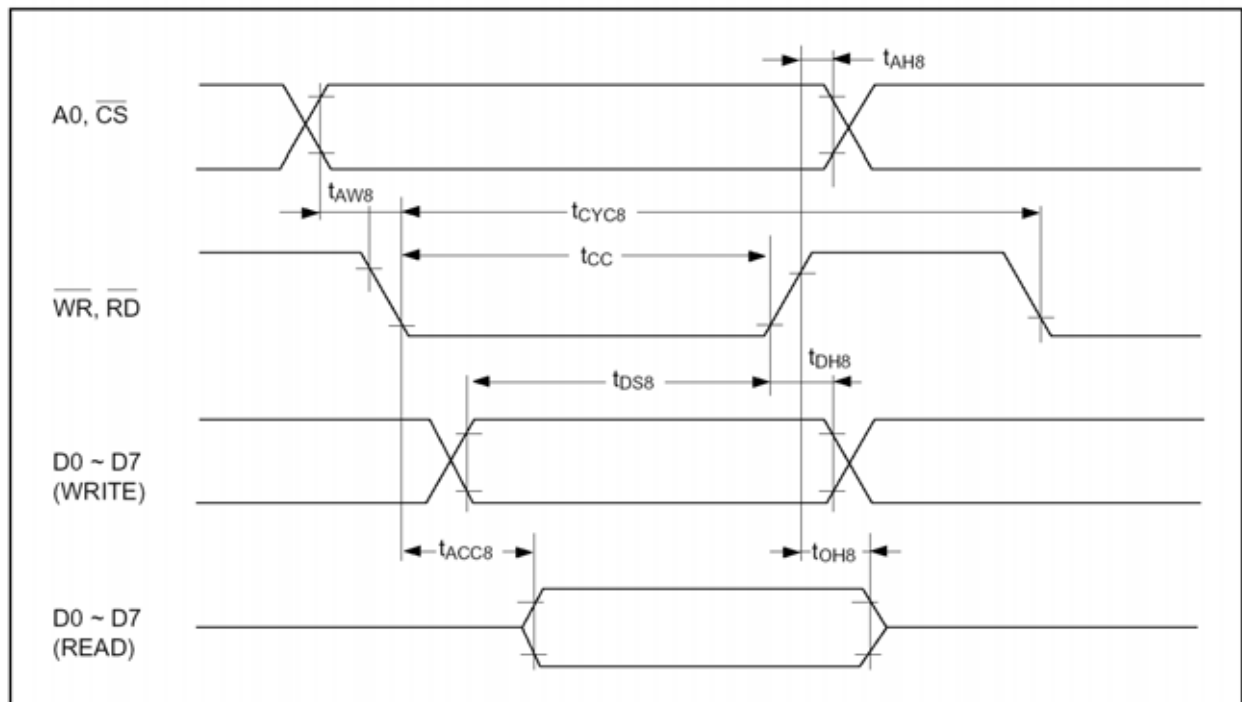 tAH8
A0, CS
tAW8
tCYC8
tCC
WR, RD
tDH8
tDS8
D0 ~ D7
(WRITE)
tACC8
tOH8
D0 ~ D7
(READ)